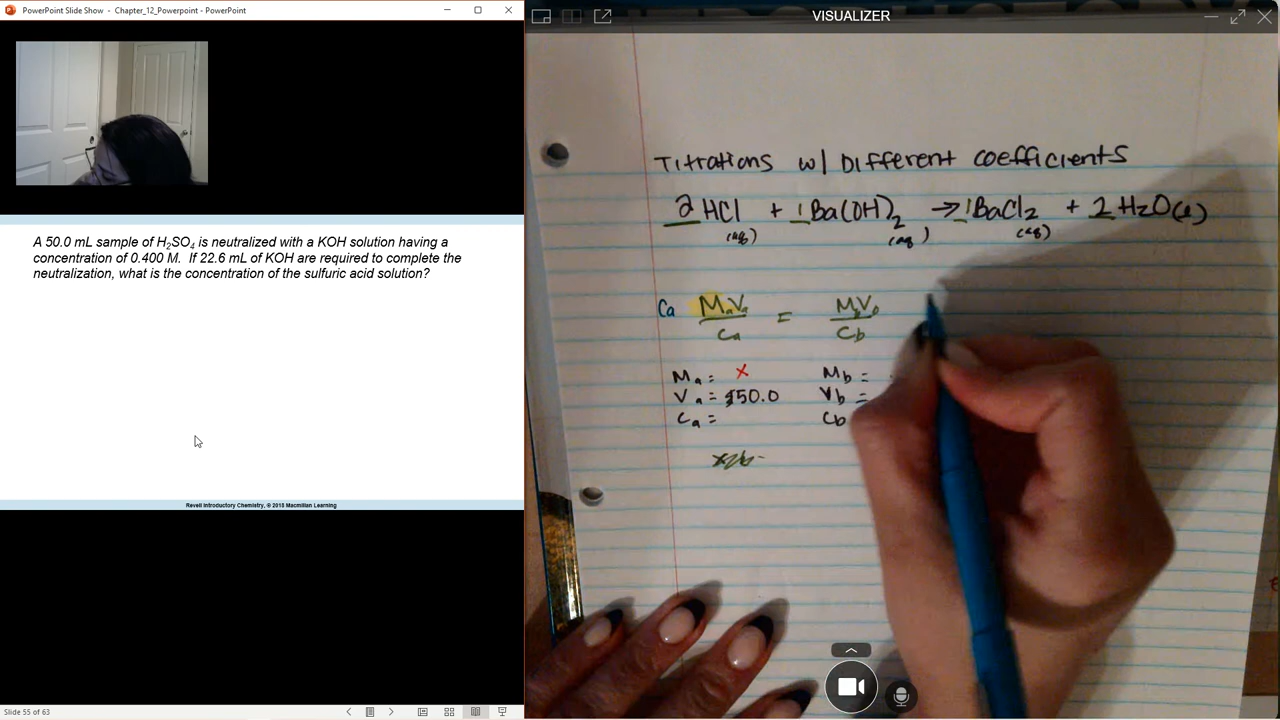 PowerPoint Slide Show - Chapter_12_Powerpoint - PowerPoint
VISUALIZER
A 50.0 mL sample of H₂SO₄ is neutralized with a KOH solution having a
concentration of 0.400 M. If 22.6 mL of KOH are required to complete the
neutralization, what is the concentration of the sulfuric acid solution?
Revell Introductory Chemistry, © 2018 Macmillan Learning
Slide 55 of 63
Titrations w/ Different Coefficients
2 HCl (aq) + 1 Ba(OH)₂ (aq) → 1 BaCl₂ (aq) + 2 H₂O(l)
Ca MaVa/Ca = MbVb/Cb
Ma = x Mb =
Va = 50.0 Vb =
Ca = Cb